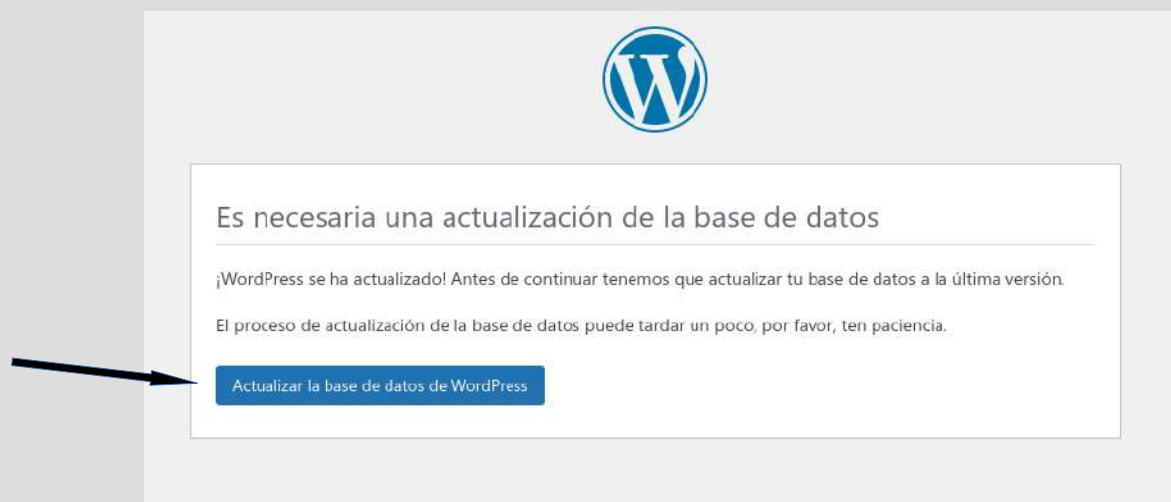 Es necesaria una actualización de la base de datos
¡WordPress se ha actualizado! Antes de continuar tenemos que actualizar tu base de datos a la última versión.
El proceso de actualización de la base de datos puede tardar un poco, por favor, ten paciencia.
Actualizar la base de datos de WordPress